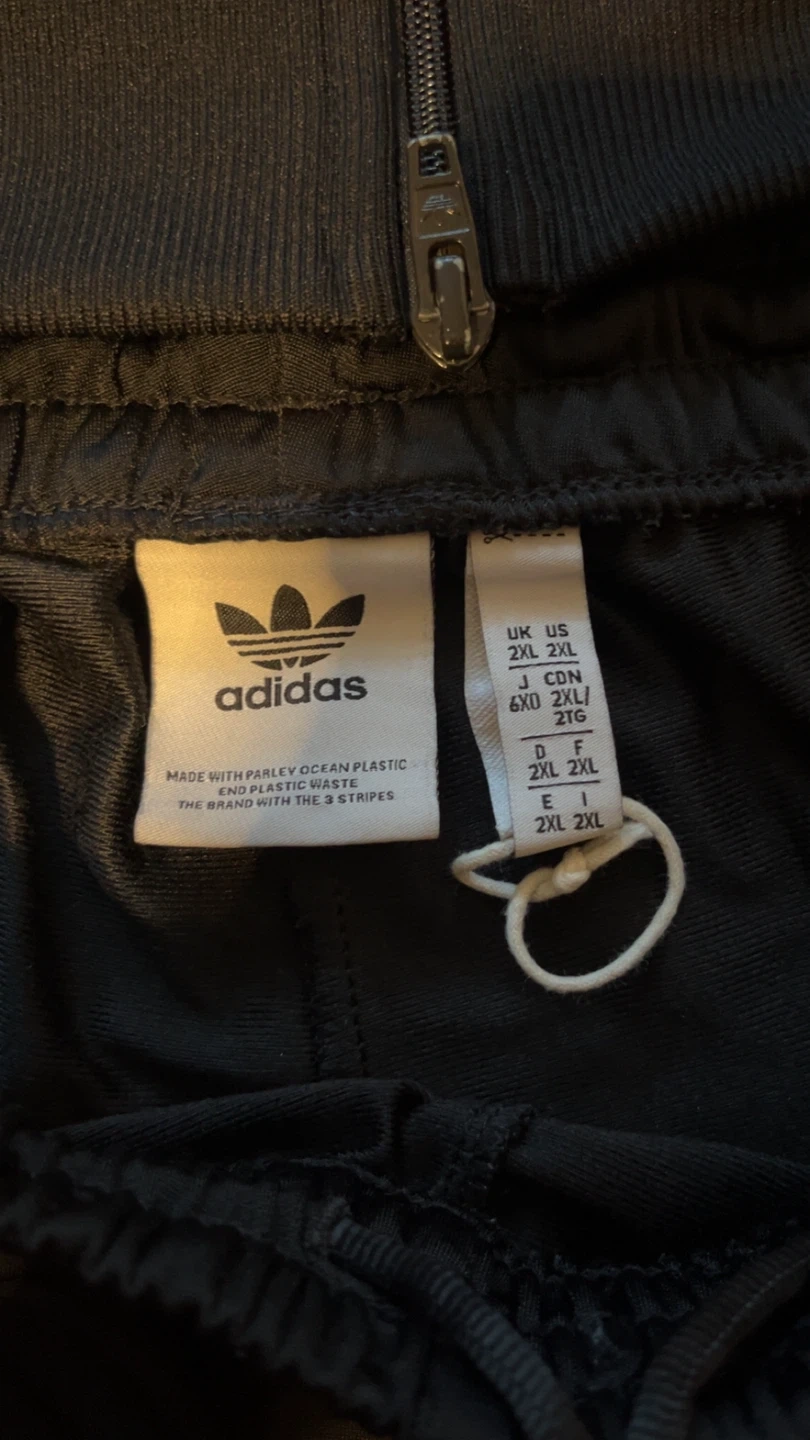 adidas
MADE WITH PARLEY OCEAN PLASTIC
END PLASTIC WASTE
THE BRAND WITH THE 3 STRIPES
UK US
2XL 2XL
J CDN
6XO 2XL/
2TG
D F
2XL 2XL
E I
2XL 2XL